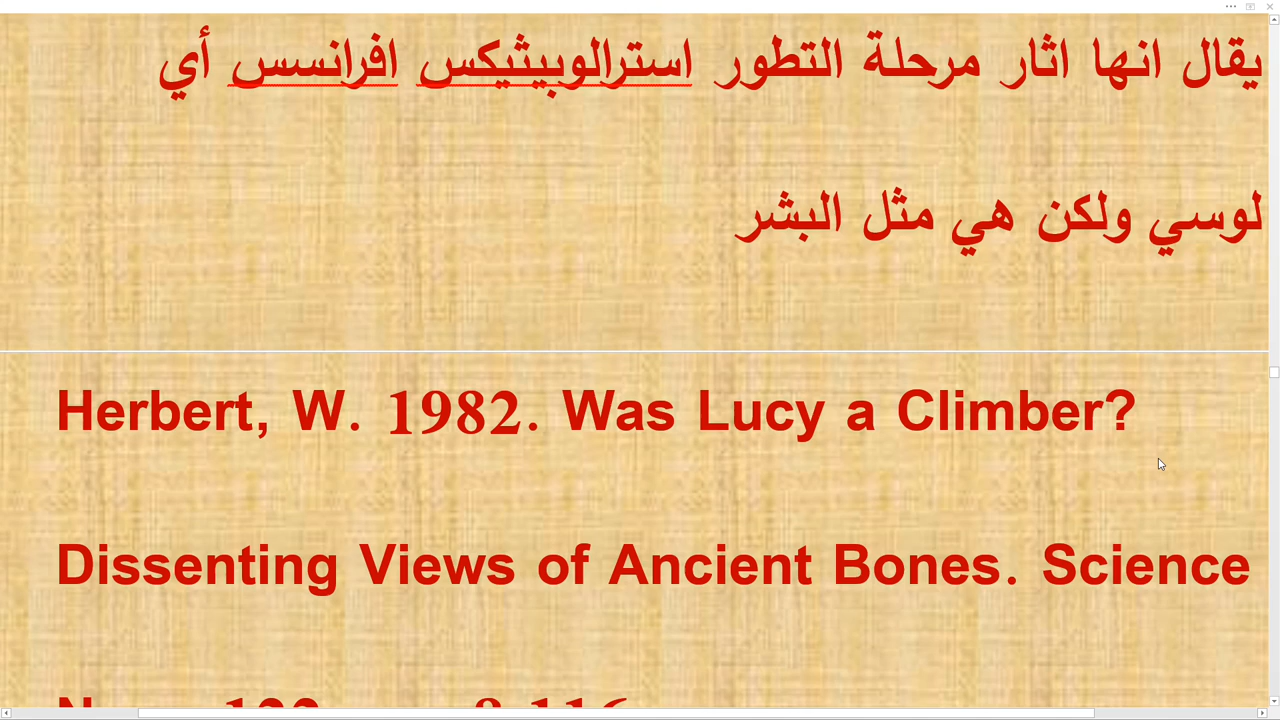 يقال انها اثار مرحلة التطور استرالوبيثيكس افرانسس أي
لوسي ولكن هي مثل البشر
Herbert, W. 1982. Was Lucy a Climber?
Dissenting Views of Ancient Bones. Science